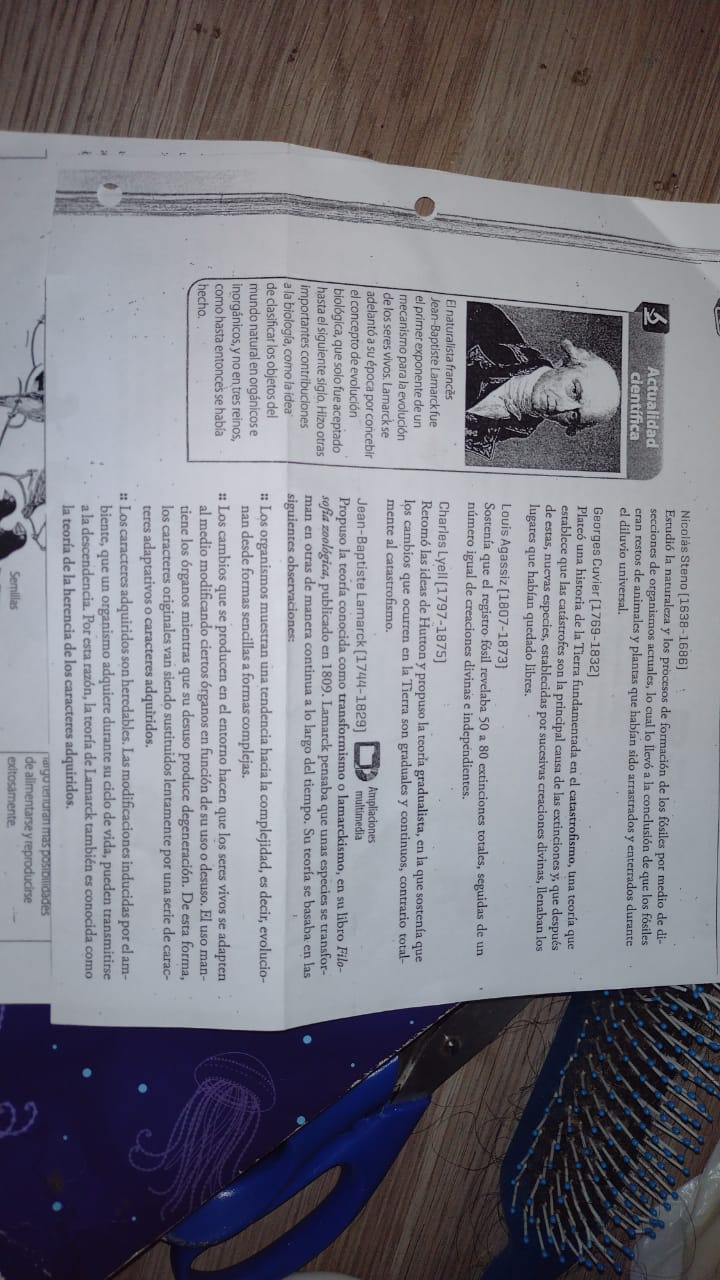 Nicolás Steno (1638-1686)
Estudió la naturaleza y los procesos de formación de los fósiles por medio de di-
secciones de organismos actuales, lo cual lo llevó a la conclusión de que los fósiles
eran restos de animales y plantas que habían sido arrastrados y enterrados durante
el diluvio universal.
Georges Cuvier (1769-1832)
Plateó una historia de la Tierra fundamentada en el catastrofismo, una teoría que
establece que las catástrofes son la principal causa de las extinciones y, que después
de estas, nuevas especies, establecidas por sucesivas creaciones divinas, llenaban los
lugares que habían quedado libres.
Louis Agassiz (1807-1873)
Sostenía que el registro fósil revelaba 50 a 80 extinciones totales, seguidas de un
número igual de creaciones divinas e independientes.
Charles Lyell (1797-1875)
Retomó las ideas de Hutton y propuso la teoría gradualista, en la que sostenía que
los cambios que ocurren en la Tierra son graduales y continuos, contrario total-
mente al catastrofismo.
Jean-Baptiste Lamarck (1744-1829)
Ampliaciones
multimedia
Propuso la teoría conocida como transformismo o lamarckismo, en su libro Filo-
sofía zoológica, publicado en 1809. Lamarck pensaba que unas especies se transfor-
man en otras de manera continua a lo largo del tiempo. Su teoría se basaba en las
siguientes observaciones:
:: Los organismos muestran una tendencia hacia la complejidad, es decir, evolucio-
nan desde formas sencillas a formas complejas.
:: Los cambios que se producen en el entorno hacen que los seres vivos se adapten
al medio modificando ciertos órganos en función de su uso o desuso. El uso man-
tiene los órganos mientras que su desuso produce degeneración. De esta forma,
los caracteres originales van siendo sustituidos lentamente por una serie de carac-
teres adaptativos o caracteres adquiridos.
:: Los caracteres adquiridos son heredables. Las modificaciones inducidas por el am-
biente, que un organismo adquiere durante su ciclo de vida, pueden transmitirse
a la descendencia. Por esta razón, la teoría de Lamarck también es conocida como
la teoría de la herencia de los caracteres adquiridos.
Actualidad
científica
El naturalista francés
Jean-Baptiste Lamarck fue
el primer exponente de un
mecanismo para la evolución
de los seres vivos. Lamarck se
adelantó a su época por concebir
el concepto de evolución
biológica, que solo fue aceptado
hasta el siguiente siglo. Hizo otras
importantes contribuciones
a la biología, como la idea
de clasificar los objetos del
mundo natural en orgánicos e
inorgánicos, y no en tres reinos,
como hasta entonces se había
hecho.
Semillas
largo tendrán más posibilidades
de alimentarse y reproducirse
exitosamente.